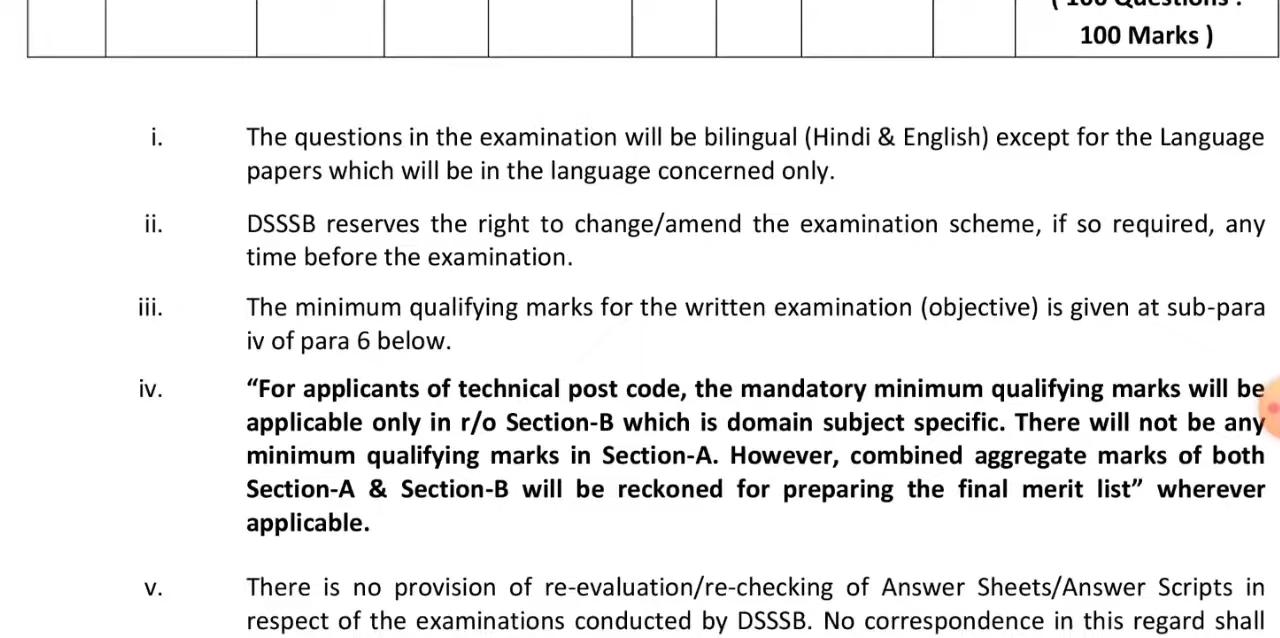 100 Marks )
i. The questions in the examination will be bilingual (Hindi & English) except for the Language
papers which will be in the language concerned only.
ii. DSSSB reserves the right to change/amend the examination scheme, if so required, any
time before the examination.
iii. The minimum qualifying marks for the written examination (objective) is given at sub-para
iv of para 6 below.
iv. “For applicants of technical post code, the mandatory minimum qualifying marks will be
applicable only in r/o Section-B which is domain subject specific. There will not be any
minimum qualifying marks in Section-A. However, combined aggregate marks of both
Section-A & Section-B will be reckoned for preparing the final merit list” wherever
applicable.
v. There is no provision of re-evaluation/re-checking of Answer Sheets/Answer Scripts in
respect of the examinations conducted by DSSSB. No correspondence in this regard shall